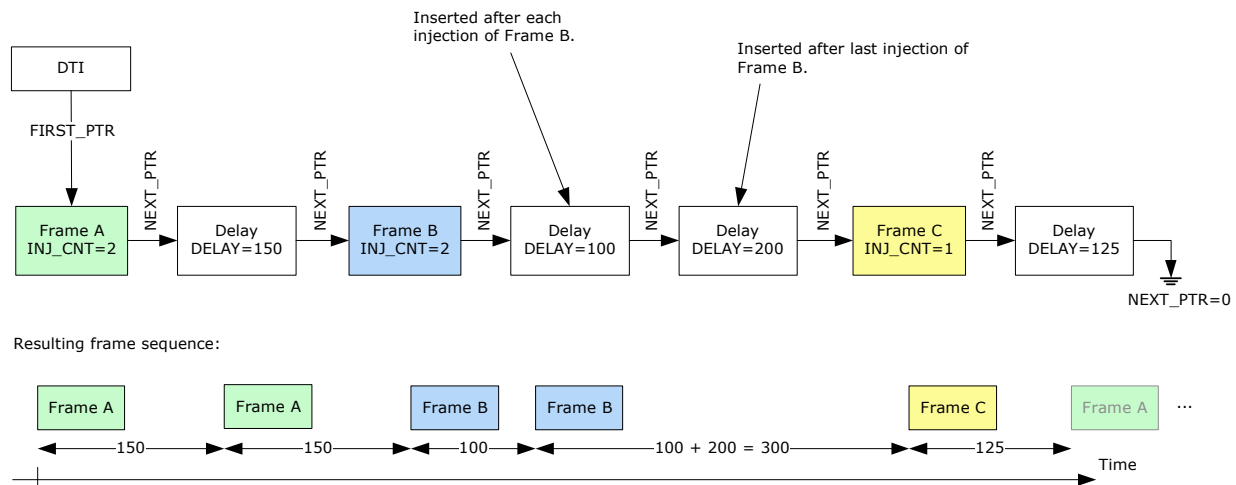 Inserted after each
injection of Frame B.
Inserted after last injection of
Frame B.
DTI
FIRST_PTR
NEXT_PTR
NEXT_PTR
NEXT_PTR
NEXT_PTR
NEXT_PTR
NEXT_PTR
Frame A
INJ_CNT=2
Delay
DELAY=150
Frame B
INJ_CNT=2
Delay
DELAY=100
Delay
DELAY=200
Frame C
INJ_CNT=1
Delay
DELAY=125
NEXT_PTR=0
Resulting frame sequence:
Frame A
Frame A
Frame B
Frame B
Frame C
Frame A
...
150
150
100
100 + 200 = 300
125
Time